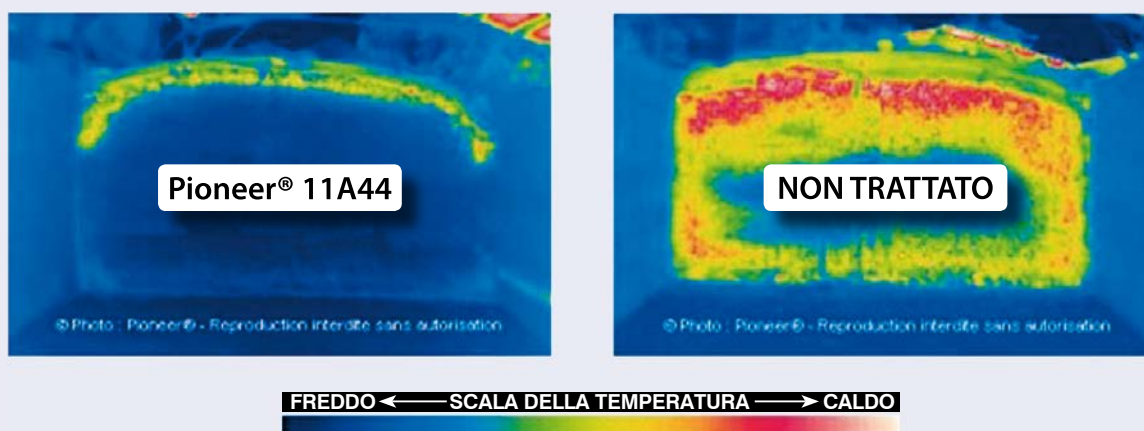 Pioneer® 11A44
NON TRATTATO
© Photo : Pioneer® - Reproduction interdite sans autorisation
© Photo : Pioneer® - Reproduction interdite sans autorisation
FREDDO ← SCALA DELLA TEMPERATURA → CALDO